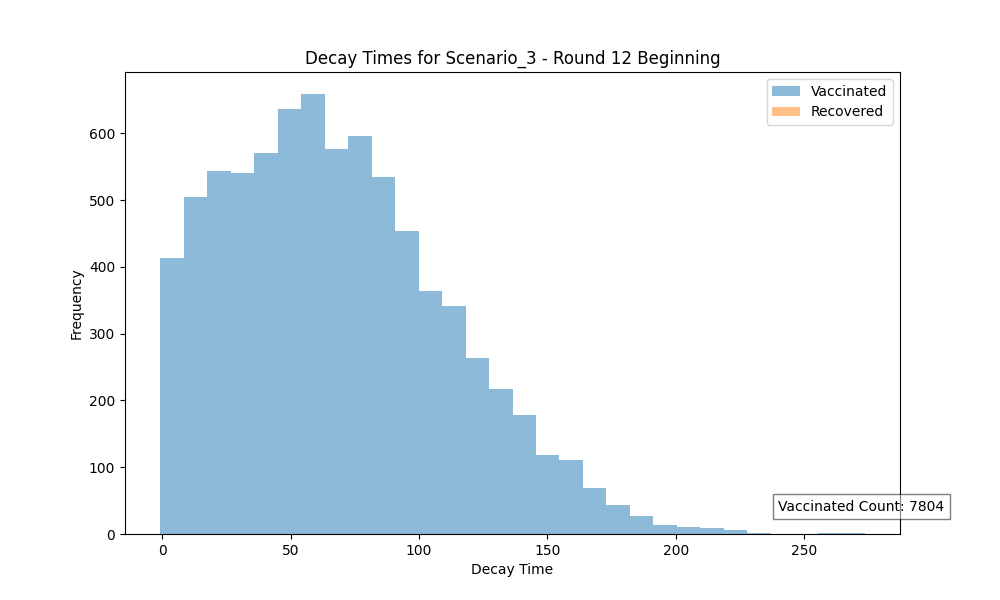 Decay Times for Scenario_3 - Round 12 Beginning
Vaccinated
Recovered
Frequency
600
500
400
300
200
100
0
Vaccinated Count: 7804
0
50
100
150
200
250
Decay Time